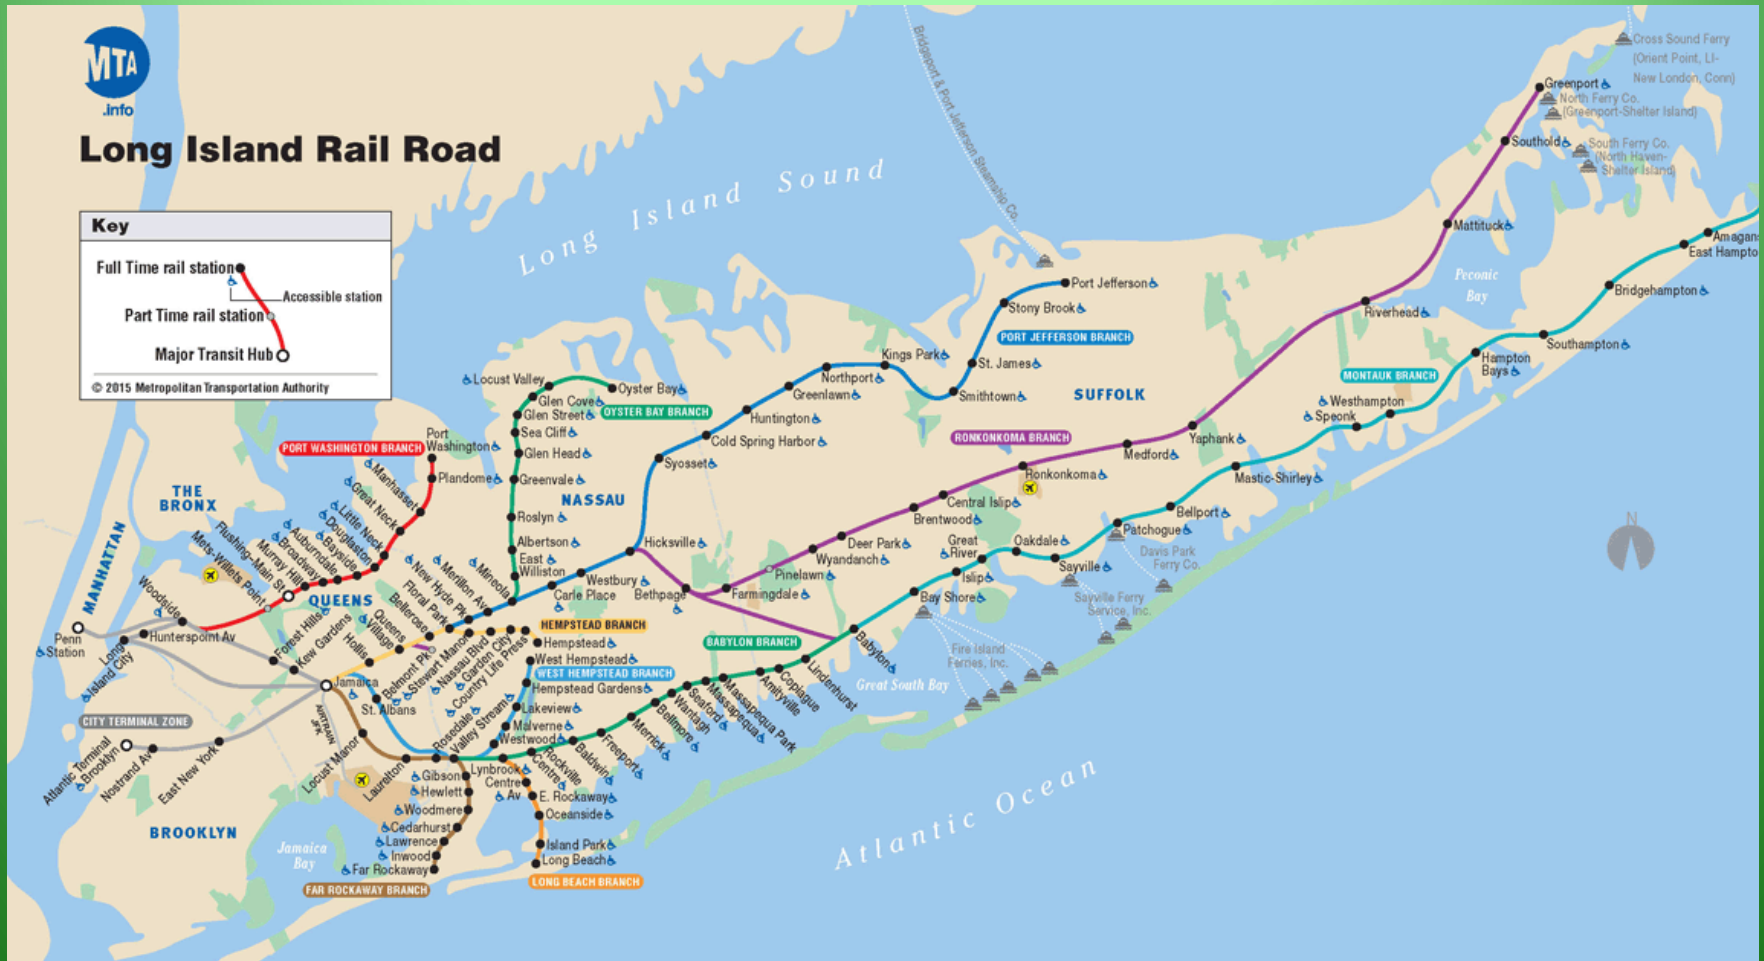 MTA
.info
Long Island Rail Road
Key
Full Time rail station
Accessible station
Part Time rail station
Major Transit Hub
© 2015 Metropolitan Transportation Authority
Long Island Sound
Bridgeport & Port Jefferson Steamship Co.
Cross Sound Ferry
(Orient Point, LI-
New London, Conn)
Greenport
North Ferry Co.
(Greenport-Shelter Island)
Southold
South Ferry Co.
(North Haven-
Shelter Island)
Mattituck
Amagan
East Hampto
Peconic
Bay
Bridgehampton
Riverhead
Southampton
Hampton
Bays
MONTAUK BRANCH
Westhampton
Speonk
Port Jefferson
Stony Brook
PORT JEFFERSON BRANCH
St. James
Kings Park
Northport
Smithtown
Greenlawn
SUFFOLK
Huntington
Cold Spring Harbor
Syosset
RONKONKOMA BRANCH
Yaphank
Medford
Ronkonkoma
Mastic-Shirley
Central Islip
Brentwood
Bellport
Patchogue
Deer Park
Wyandanch
Pinelawn
Farmingdale
Great
River
Oakdale
Sayville
Islip
Bay Shore
Davis Park
Ferry Co.
Sayville Ferry
Service, Inc.
Fire Island
Ferries, Inc.
Great South Bay
Locust Valley
Oyster Bay
Glen Cove
OYSTER BAY BRANCH
Glen Street
Sea Cliff
Glen Head
Greenvale
NASSAU
Roslyn
Albertson
East
Williston
Hicksville
Westbury
Carle Place
Bethpage
PORT WASHINGTON BRANCH
Port
Washington
Plandome
Manhasset
Great Neck
Little Neck
Douglaston
Bayside
Auburndale
Broadway
Murray Hill
Flushing-
Main St
Mets-Willets Point
THE
BRONX
MANHATTAN
QUEENS
Woodside
Hunterspoint Av
Penn
Station
Long
Island City
Forest Hills
Kew Gardens
Jamaica
Hollis
Queens
Village
Bellerose
Floral Park
New Hyde Pk
Merillon Av
Mineola
Belmont Pk
Stewart Manor
Nassau Blvd
Garden City
Country Life Press
HEMPSTEAD BRANCH
Hempstead
West Hempstead
WEST HEMPSTEAD BRANCH
Hempstead Gardens
Lakeview
Malverne
Westwood
St. Albans
AIRTRAIN
JFK
Locust Manor
Laurelton
Rosedale
Valley Stream
BABYLON BRANCH
Babylon
Lindenhurst
Copiague
Amityville
Massapequa Park
Massapequa
Seaford
Wantagh
Bellmore
Merrick
Freeport
Baldwin
Rockville
Centre
Lynbrook
Centre
Av
E. Rockaway
Oceanside
Island Park
Long Beach
LONG BEACH BRANCH
Gibson
Hewlett
Woodmere
Cedarhurst
Lawrence
Inwood
Far Rockaway
FAR ROCKAWAY BRANCH
CITY TERMINAL ZONE
Atlantic Terminal
Brooklyn
Nostrand Av
East New York
BROOKLYN
Jamaica
Bay
Atlantic Ocean
N